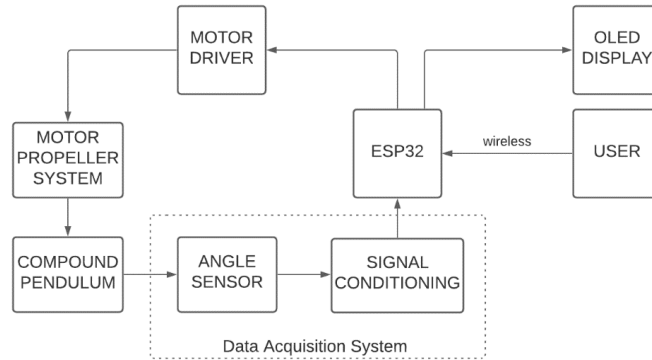 MOTOR
DRIVER
OLED
DISPLAY
MOTOR
PROPELLER
SYSTEM
ESP32
wireless
USER
COMPOUND
PENDULUM
ANGLE
SENSOR
SIGNAL
CONDITIONING
Data Acquisition System